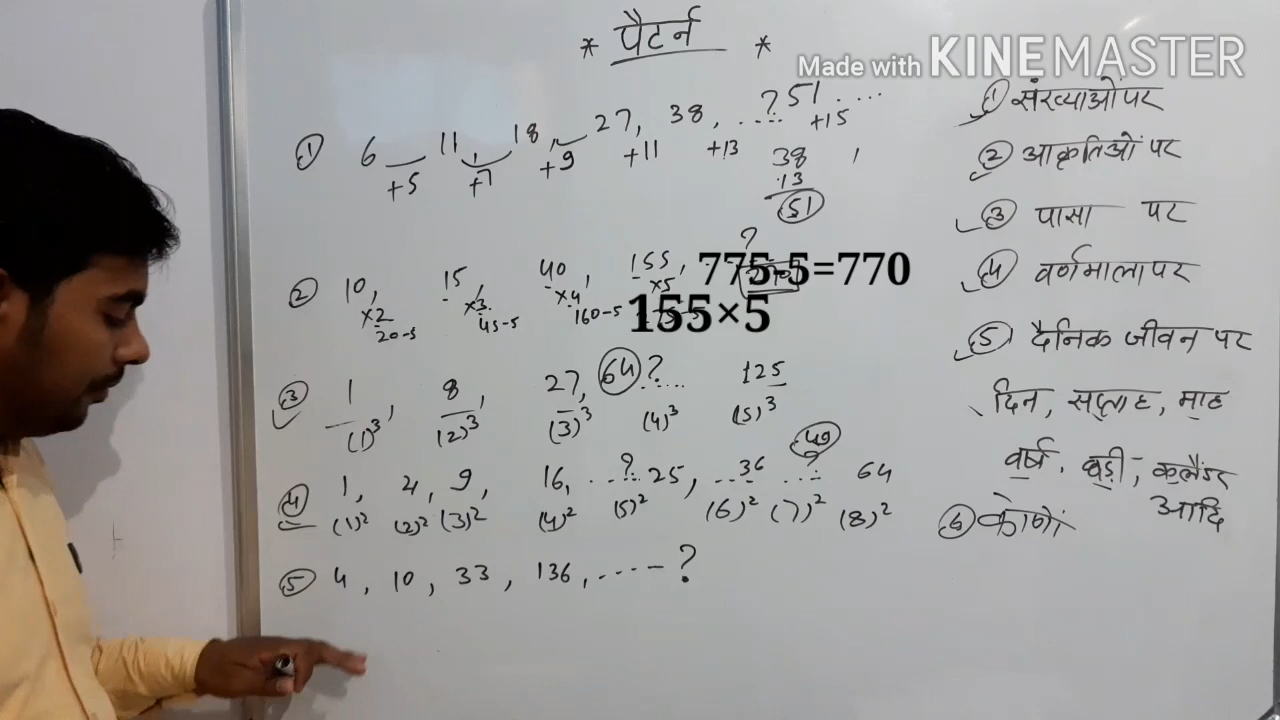 * पैटर्न *
Made with KINEMASTER
① 6 11, 18, 27, 38, ....? 51 ....
+5 +7 +9 +11 +13 +15
38
13
51
② 10, 15, 40, 155, ?
×2 ×3 ×4 ×5
20-5 45-5 160-5
775-5=770
155×5
③ 1, 8, 27, 64 ? .... 125
(1)³ (2)³ (3)³ (4)³ (5)³
④ 1, 4, 9, 16, ....? 25, ...36 ...? 49 64
(1)² (2)² (3)² (4)² (5)² (6)² (7)² (8)²
⑤ 4, 10, 33, 136, ....—?
① संख्याओं पर
② आकृतिओं पर
③ पासा पर
④ वर्णमाला पर
⑤ दैनिक जीवन पर
दिन, सप्ताह, माह
वर्ष, घड़ी, कलैंडर
आदि
⑥ कोणों